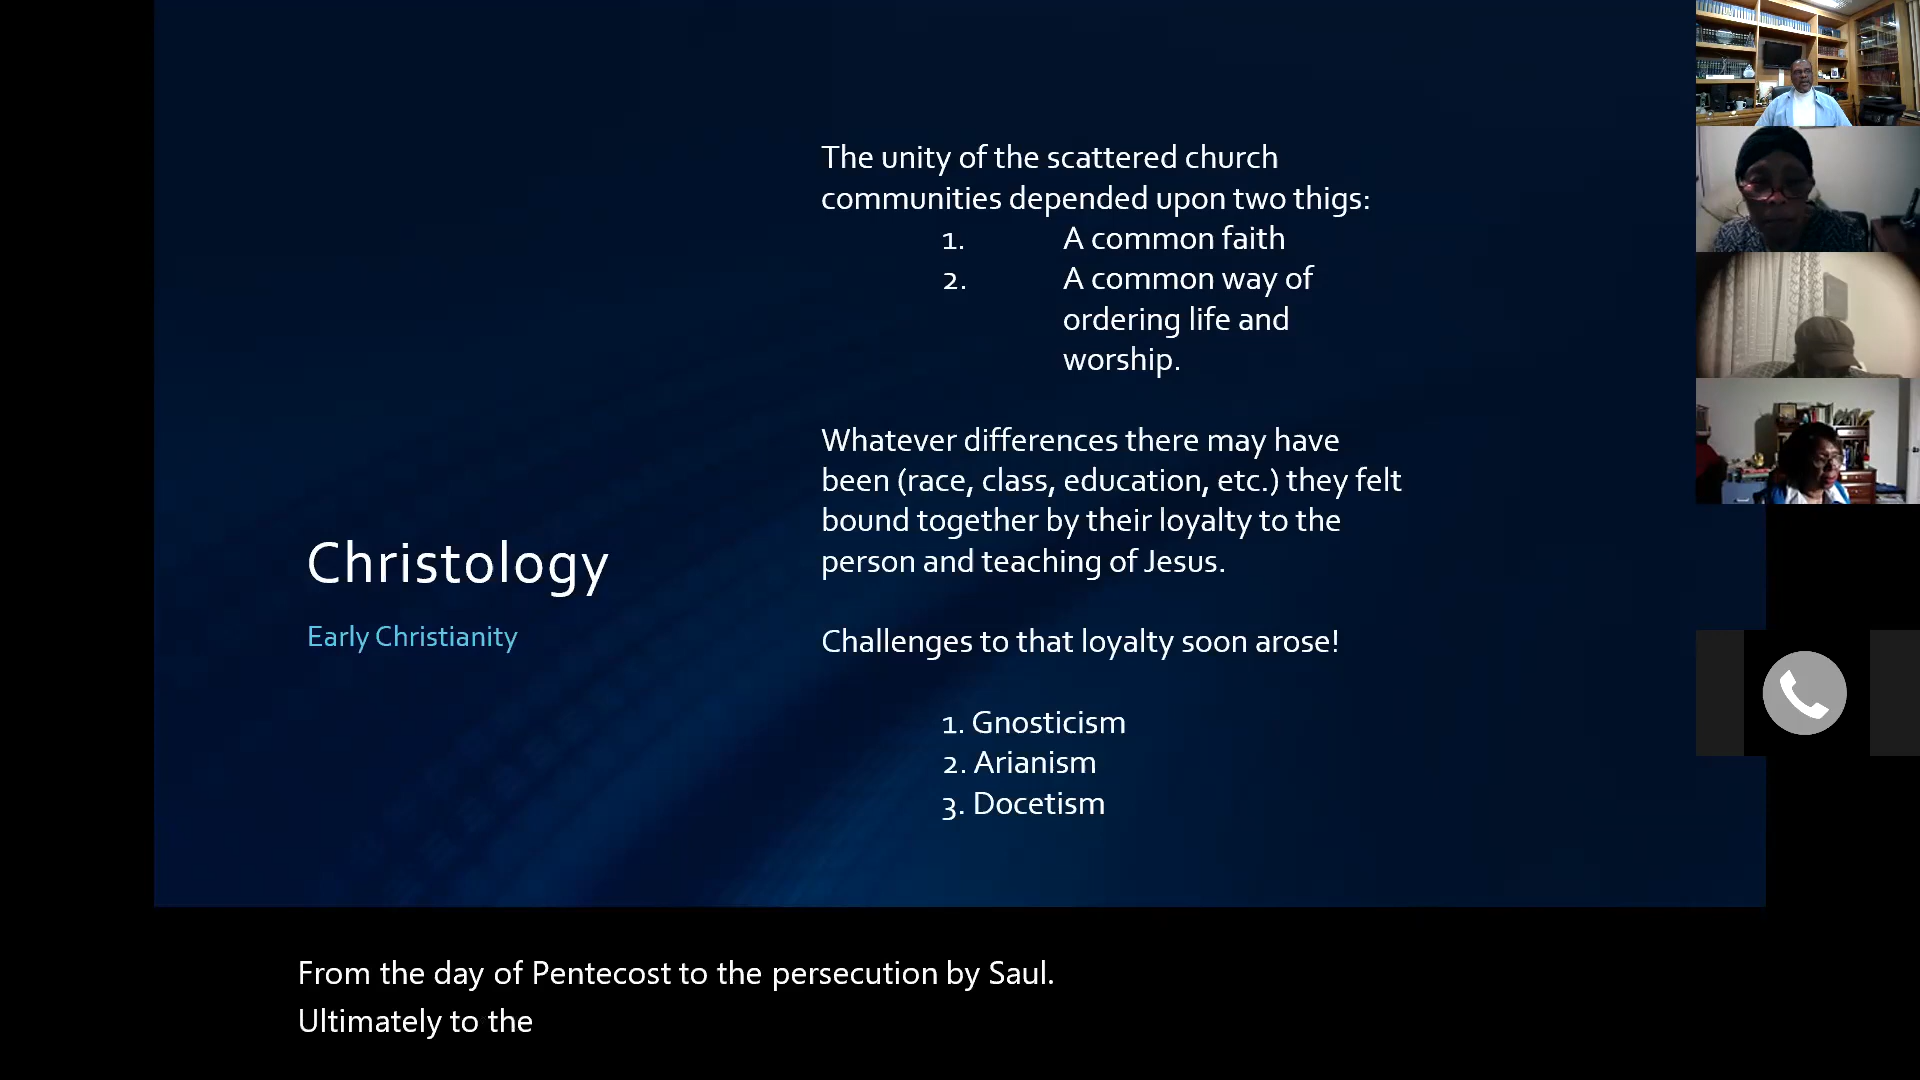 The unity of the scattered church
communities depended upon two thigs:
1. A common faith
2. A common way of
ordering life and
worship.
Whatever differences there may have
been (race, class, education, etc.) they felt
bound together by their loyalty to the
person and teaching of Jesus.
Challenges to that loyalty soon arose!
1. Gnosticism
2. Arianism
3. Docetism
Christology
Early Christianity
From the day of Pentecost to the persecution by Saul.
Ultimately to the